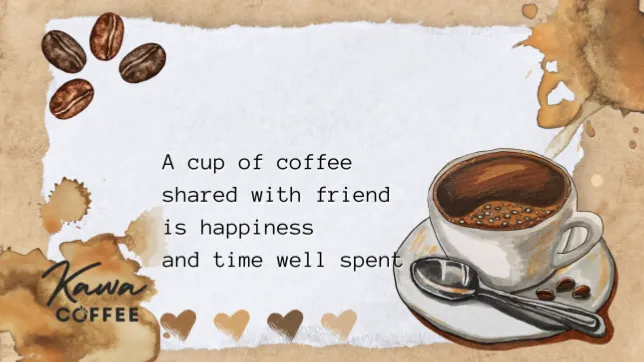 A cup of coffee
shared with friend
is happiness
and time well spent
Kawa
COFFEE